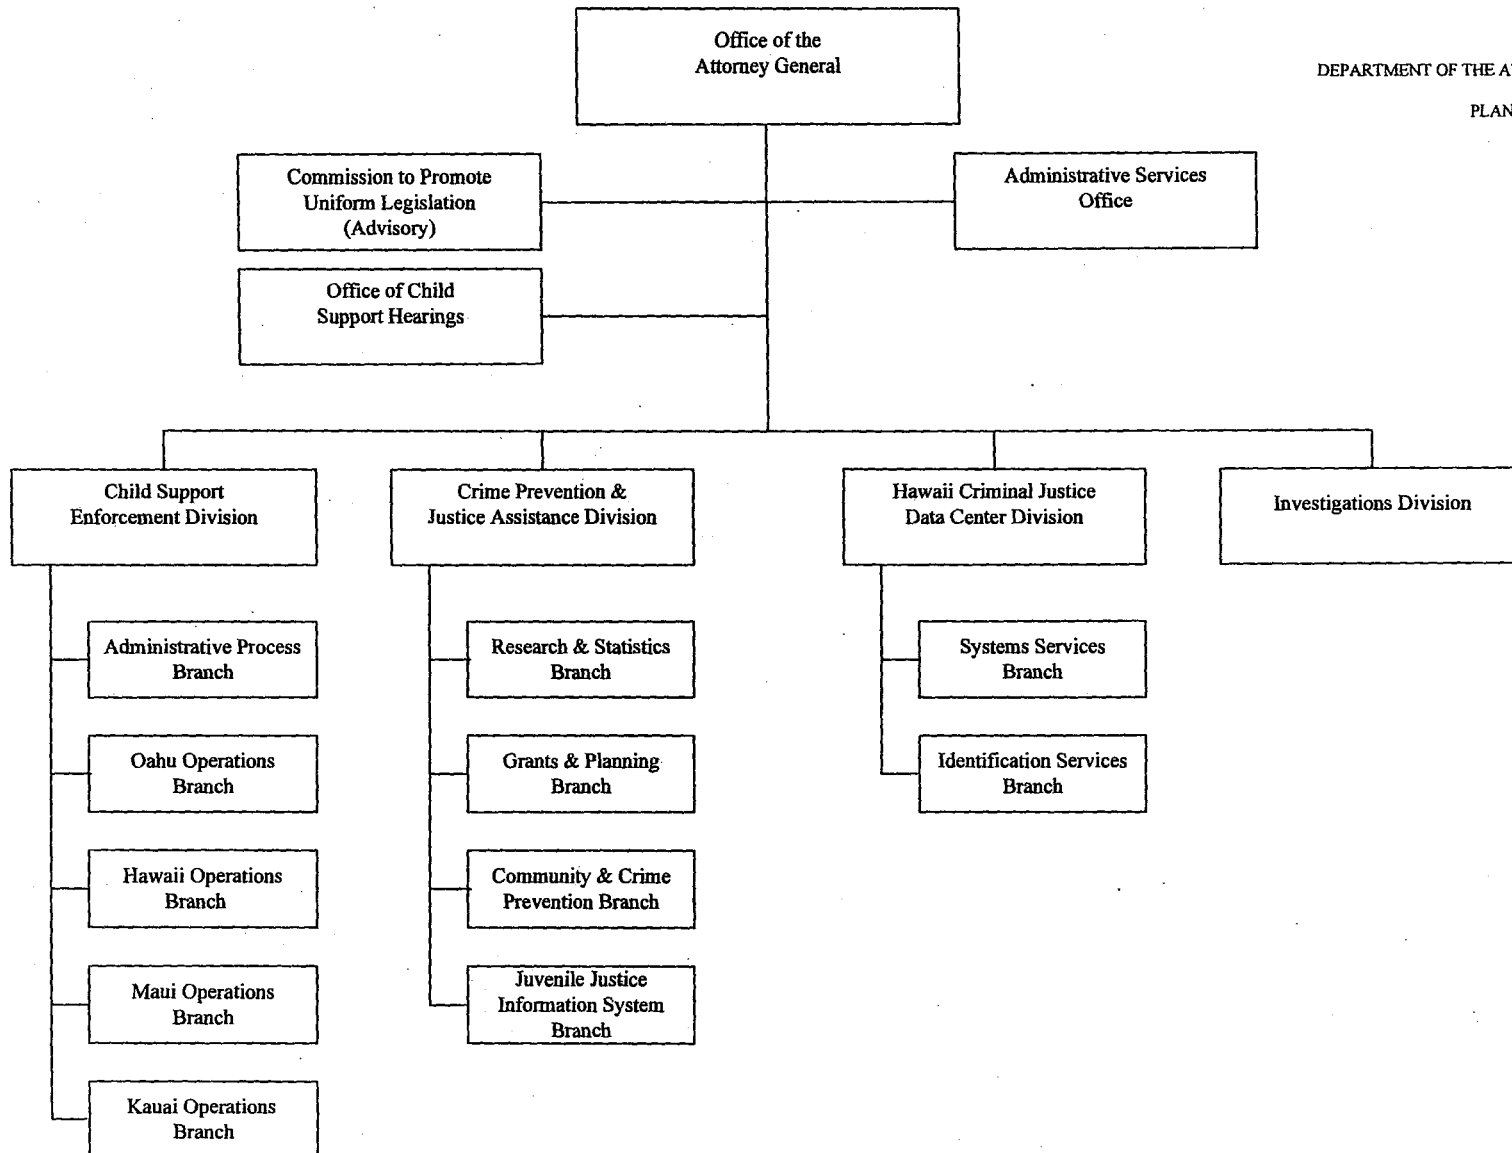 Office of the
Attorney General
DEPARTMENT OF THE
PLAN
Commission to Promote
Uniform Legislation
(Advisory)
Administrative Services
Office
Office of Child
Support Hearings
Child Support
Enforcement Division
Crime Prevention &
Justice Assistance Division
Hawaii Criminal Justice
Data Center Division
Investigations Division
Administrative Process
Branch
Research & Statistics
Branch
Systems Services
Branch
Oahu Operations
Branch
Grants & Planning
Branch
Identification Services
Branch
Hawaii Operations
Branch
Community & Crime
Prevention Branch
Maui Operations
Branch
Juvenile Justice
Information System
Branch
Kauai Operations
Branch